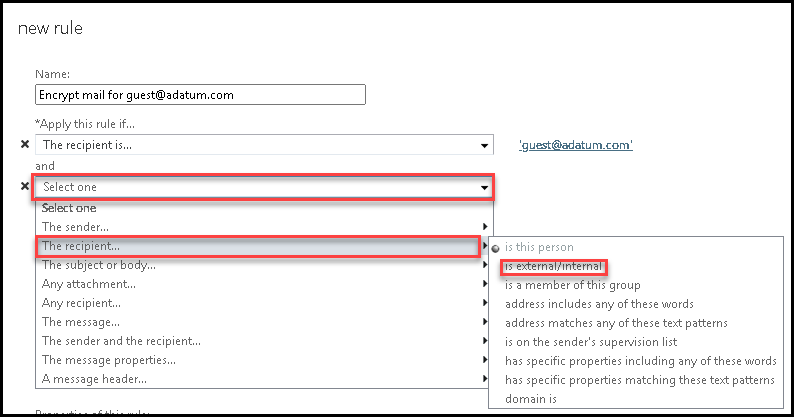 new rule
Name:
Encrypt mail for guest@adatum.com
*Apply this rule if...
The recipient is...
'guest@adatum.com'
and
Select one
Select one
The sender...
The recipient...
The subject or body...
Any attachment...
Any recipient...
The message...
The sender and the recipient...
The message properties...
A message header...
is this person
is external/internal
is a member of this group
address includes any of these words
address matches any of these text patterns
is on the sender's supervision list
has specific properties including any of these words
has specific properties matching these text patterns
domain is
Properties of this rule: